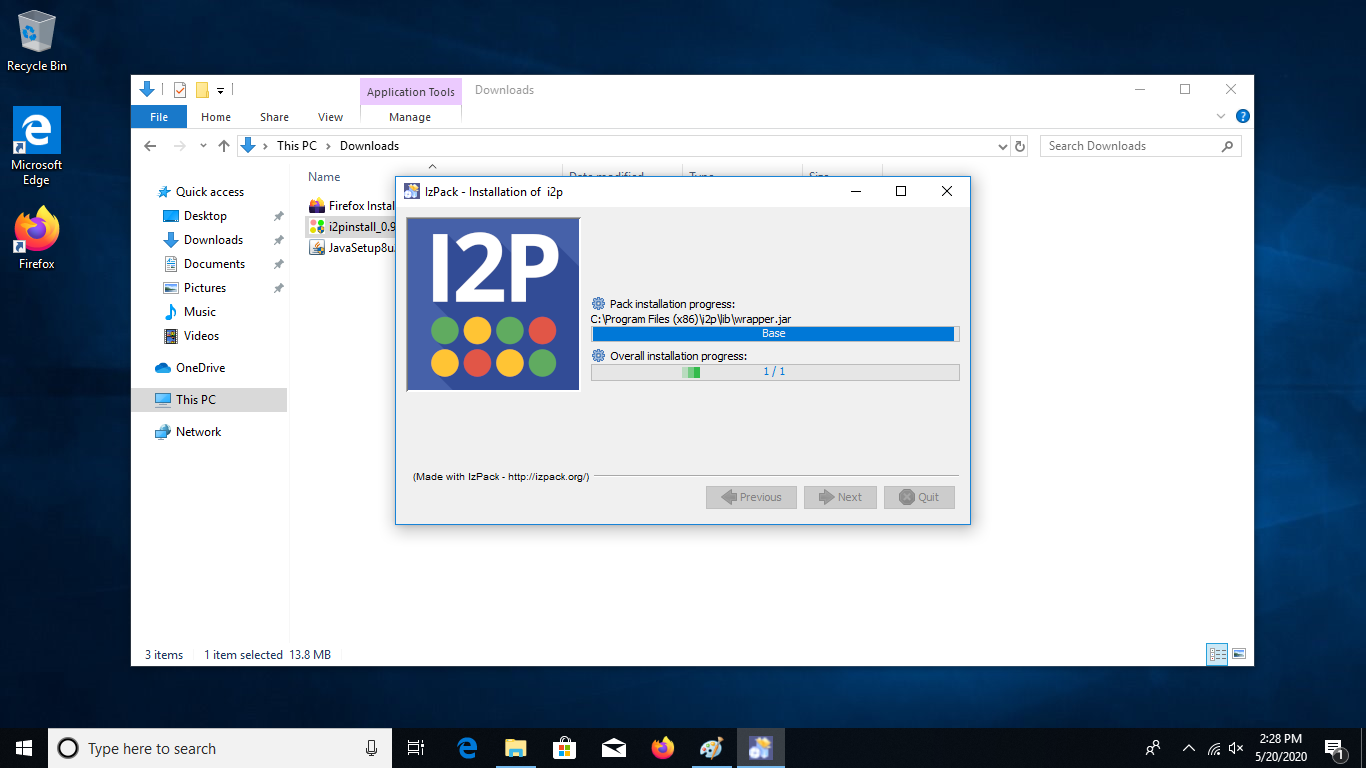 Recycle Bin
Microsoft
Edge
Firefox
Application Tools
Downloads
File
Home
Share
View
Manage
This PC
Downloads
Search Downloads
Name
Date modified
Type
Size
Quick access
Desktop
Downloads
Documents
Pictures
Music
Videos
OneDrive
This PC
Network
Firefox Instal
i2pinstall_0.9
JavaSetup8u
IzPack - Installation of i2p
I2P
Pack installation progress:
C:\Program Files (x86)\i2p\lib\wrapper.jar
Base
Overall installation progress:
1 / 1
(Made with IzPack - http://izpack.org/)
Previous
Next
Quit
3 items
1 item selected 13.8 MB
Type here to search
2:28 PM
5/20/2020
1